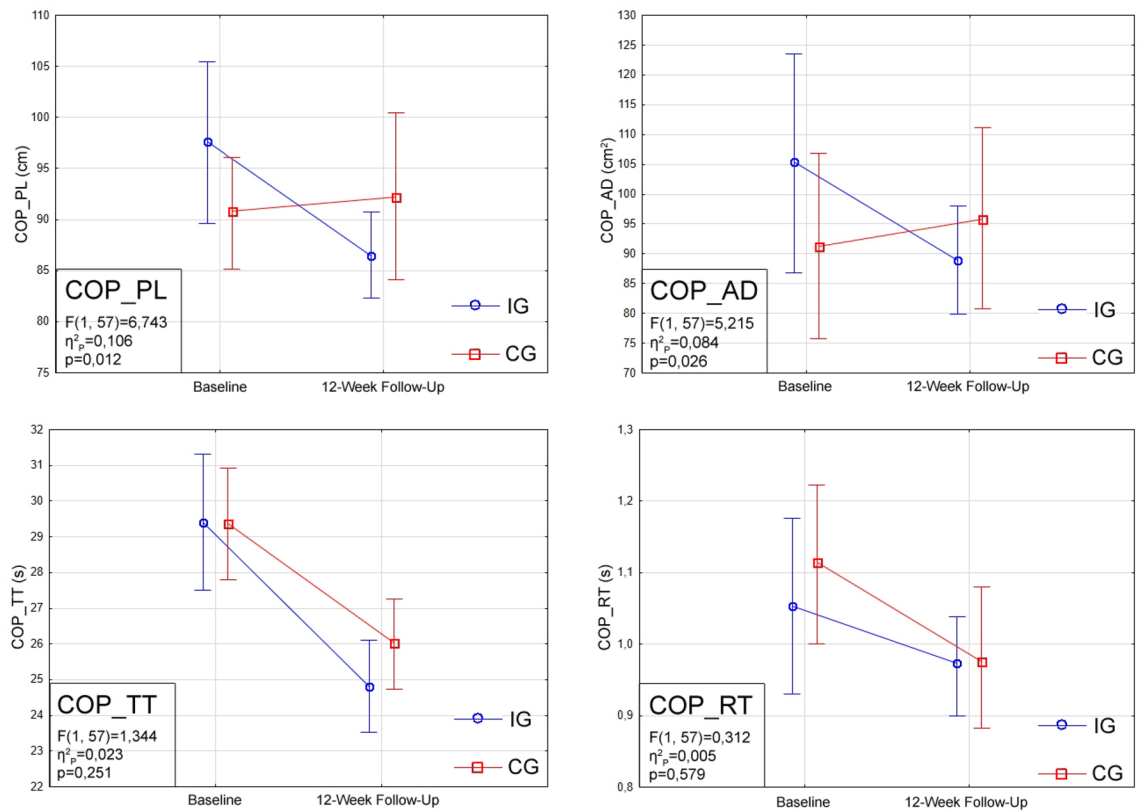 110
105
100
95
90
85
80
75
COP_PL (cm)
COP_PL
F(1, 57)=6,743
η²ₚ=0,106
p=0,012
IG
CG
Baseline
12-Week Follow-Up
130
125
120
115
110
105
100
95
90
85
80
75
70
COP_AD (cm²)
COP_AD
F(1, 57)=5,215
η²ₚ=0,084
p=0,026
IG
CG
Baseline
12-Week Follow-Up
32
31
30
29
28
27
26
25
24
23
22
COP_TT (s)
COP_TT
F(1, 57)=1,344
η²ₚ=0,023
p=0,251
IG
CG
Baseline
12-Week Follow-Up
1,3
1,2
1,1
1,0
0,9
0,8
COP_RT (s)
COP_RT
F(1, 57)=0,312
η²ₚ=0,005
p=0,579
IG
CG
Baseline
12-Week Follow-Up